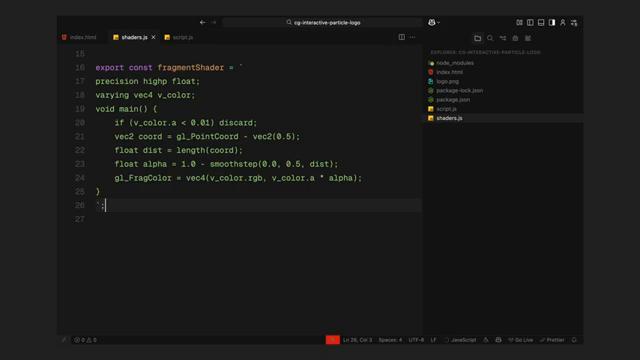 cg-interactive-particle-logo
index.html
shaders.js
script.js
EXPLORER: CG-INTERACTIVE-PARTICLE-LOGO
node_modules
index.html
logo.png
package-lock.json
package.json
script.js
shaders.js
15
16 export const fragmentShader = `
17 precision highp float;
18 varying vec4 v_color;
19 void main() {
20 if (v_color.a < 0.01) discard;
21 vec2 coord = gl_PointCoord - vec2(0.5);
22 float dist = length(coord);
23 float alpha = 1.0 - smoothstep(0.0, 0.5, dist);
24 gl_FragColor = vec4(v_color.rgb, v_color.a * alpha);
25 }
26 `;
27
0 0 Ln 26, Col 3 Spaces: 4 UTF-8 LF JavaScript Go Live Prettier